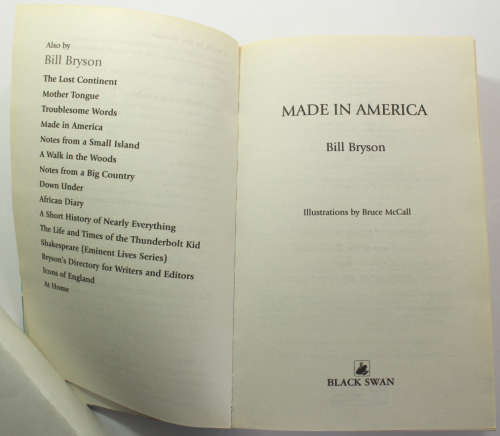 Also by
Bill Bryson
The Lost Continent
Mother Tongue
Troublesome Words
Made in America
Notes from a Small Island
A Walk in the Woods
Notes from a Big Country
Down Under
African Diary
A Short History of Nearly Everything
The Life and Times of the Thunderbolt Kid
Shakespeare (Eminent Lives Series)
Bryson's Directory for Writers and Editors
Icons of England
At Home
MADE IN AMERICA
Bill Bryson
Illustrations by Bruce McCall
BLACK SWAN